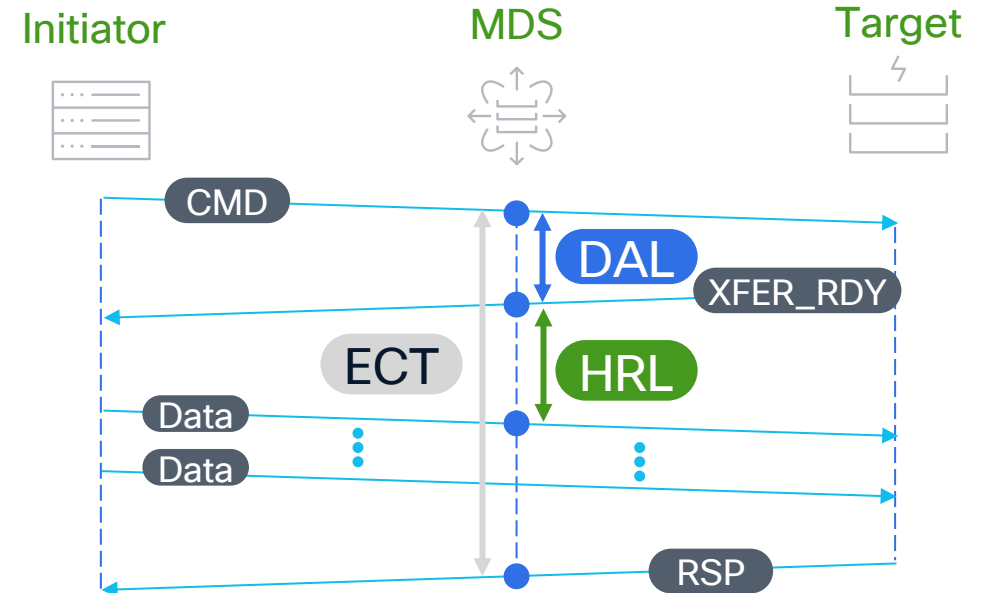 Initiator
MDS
Target
CMD
DAL
XFER_RDY
ECT
HRL
Data
Data
RSP